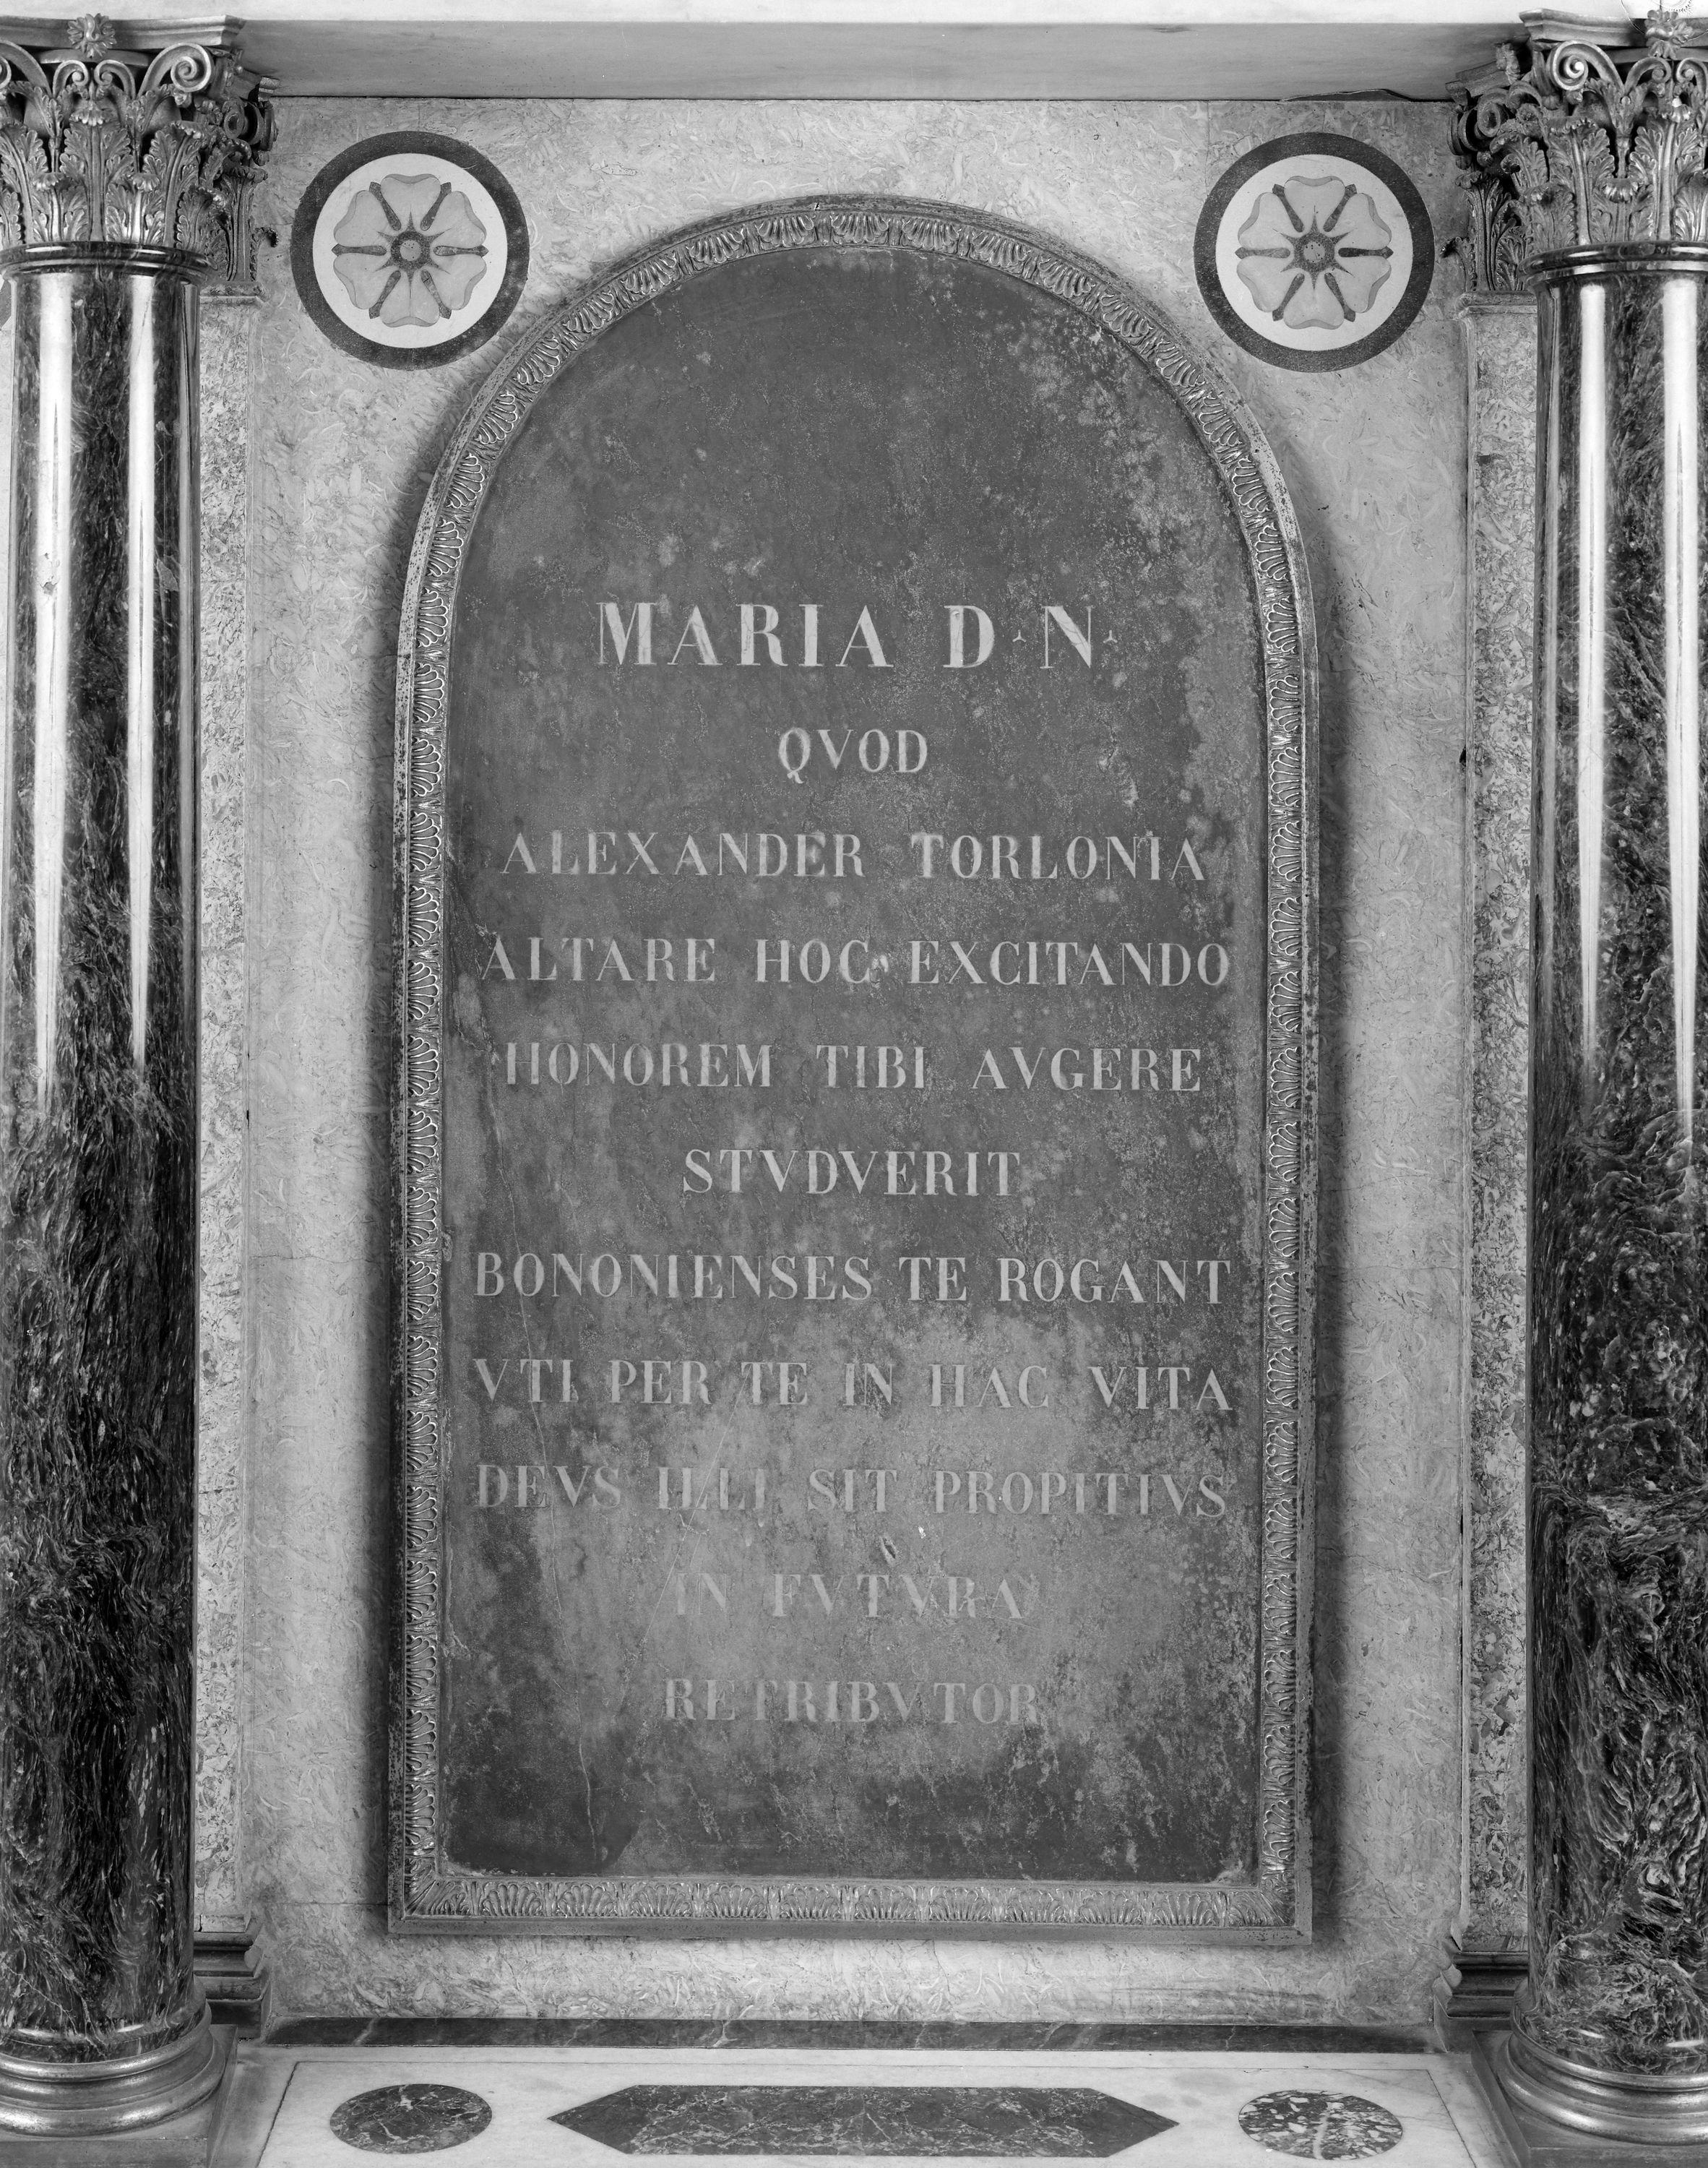 MARIA D·N·
QVOD
ALEXANDER TORLONIA
ALTARE HOC EXCITANDO
HONOREM TIBI AVGERE
STVDVERIT
BONONIENSES TE ROGANT
VTI PER TE IN HAC VITA
DEVS ILLI SIT PROPITIVS
IN FVTVRA
RETRIBVTOR